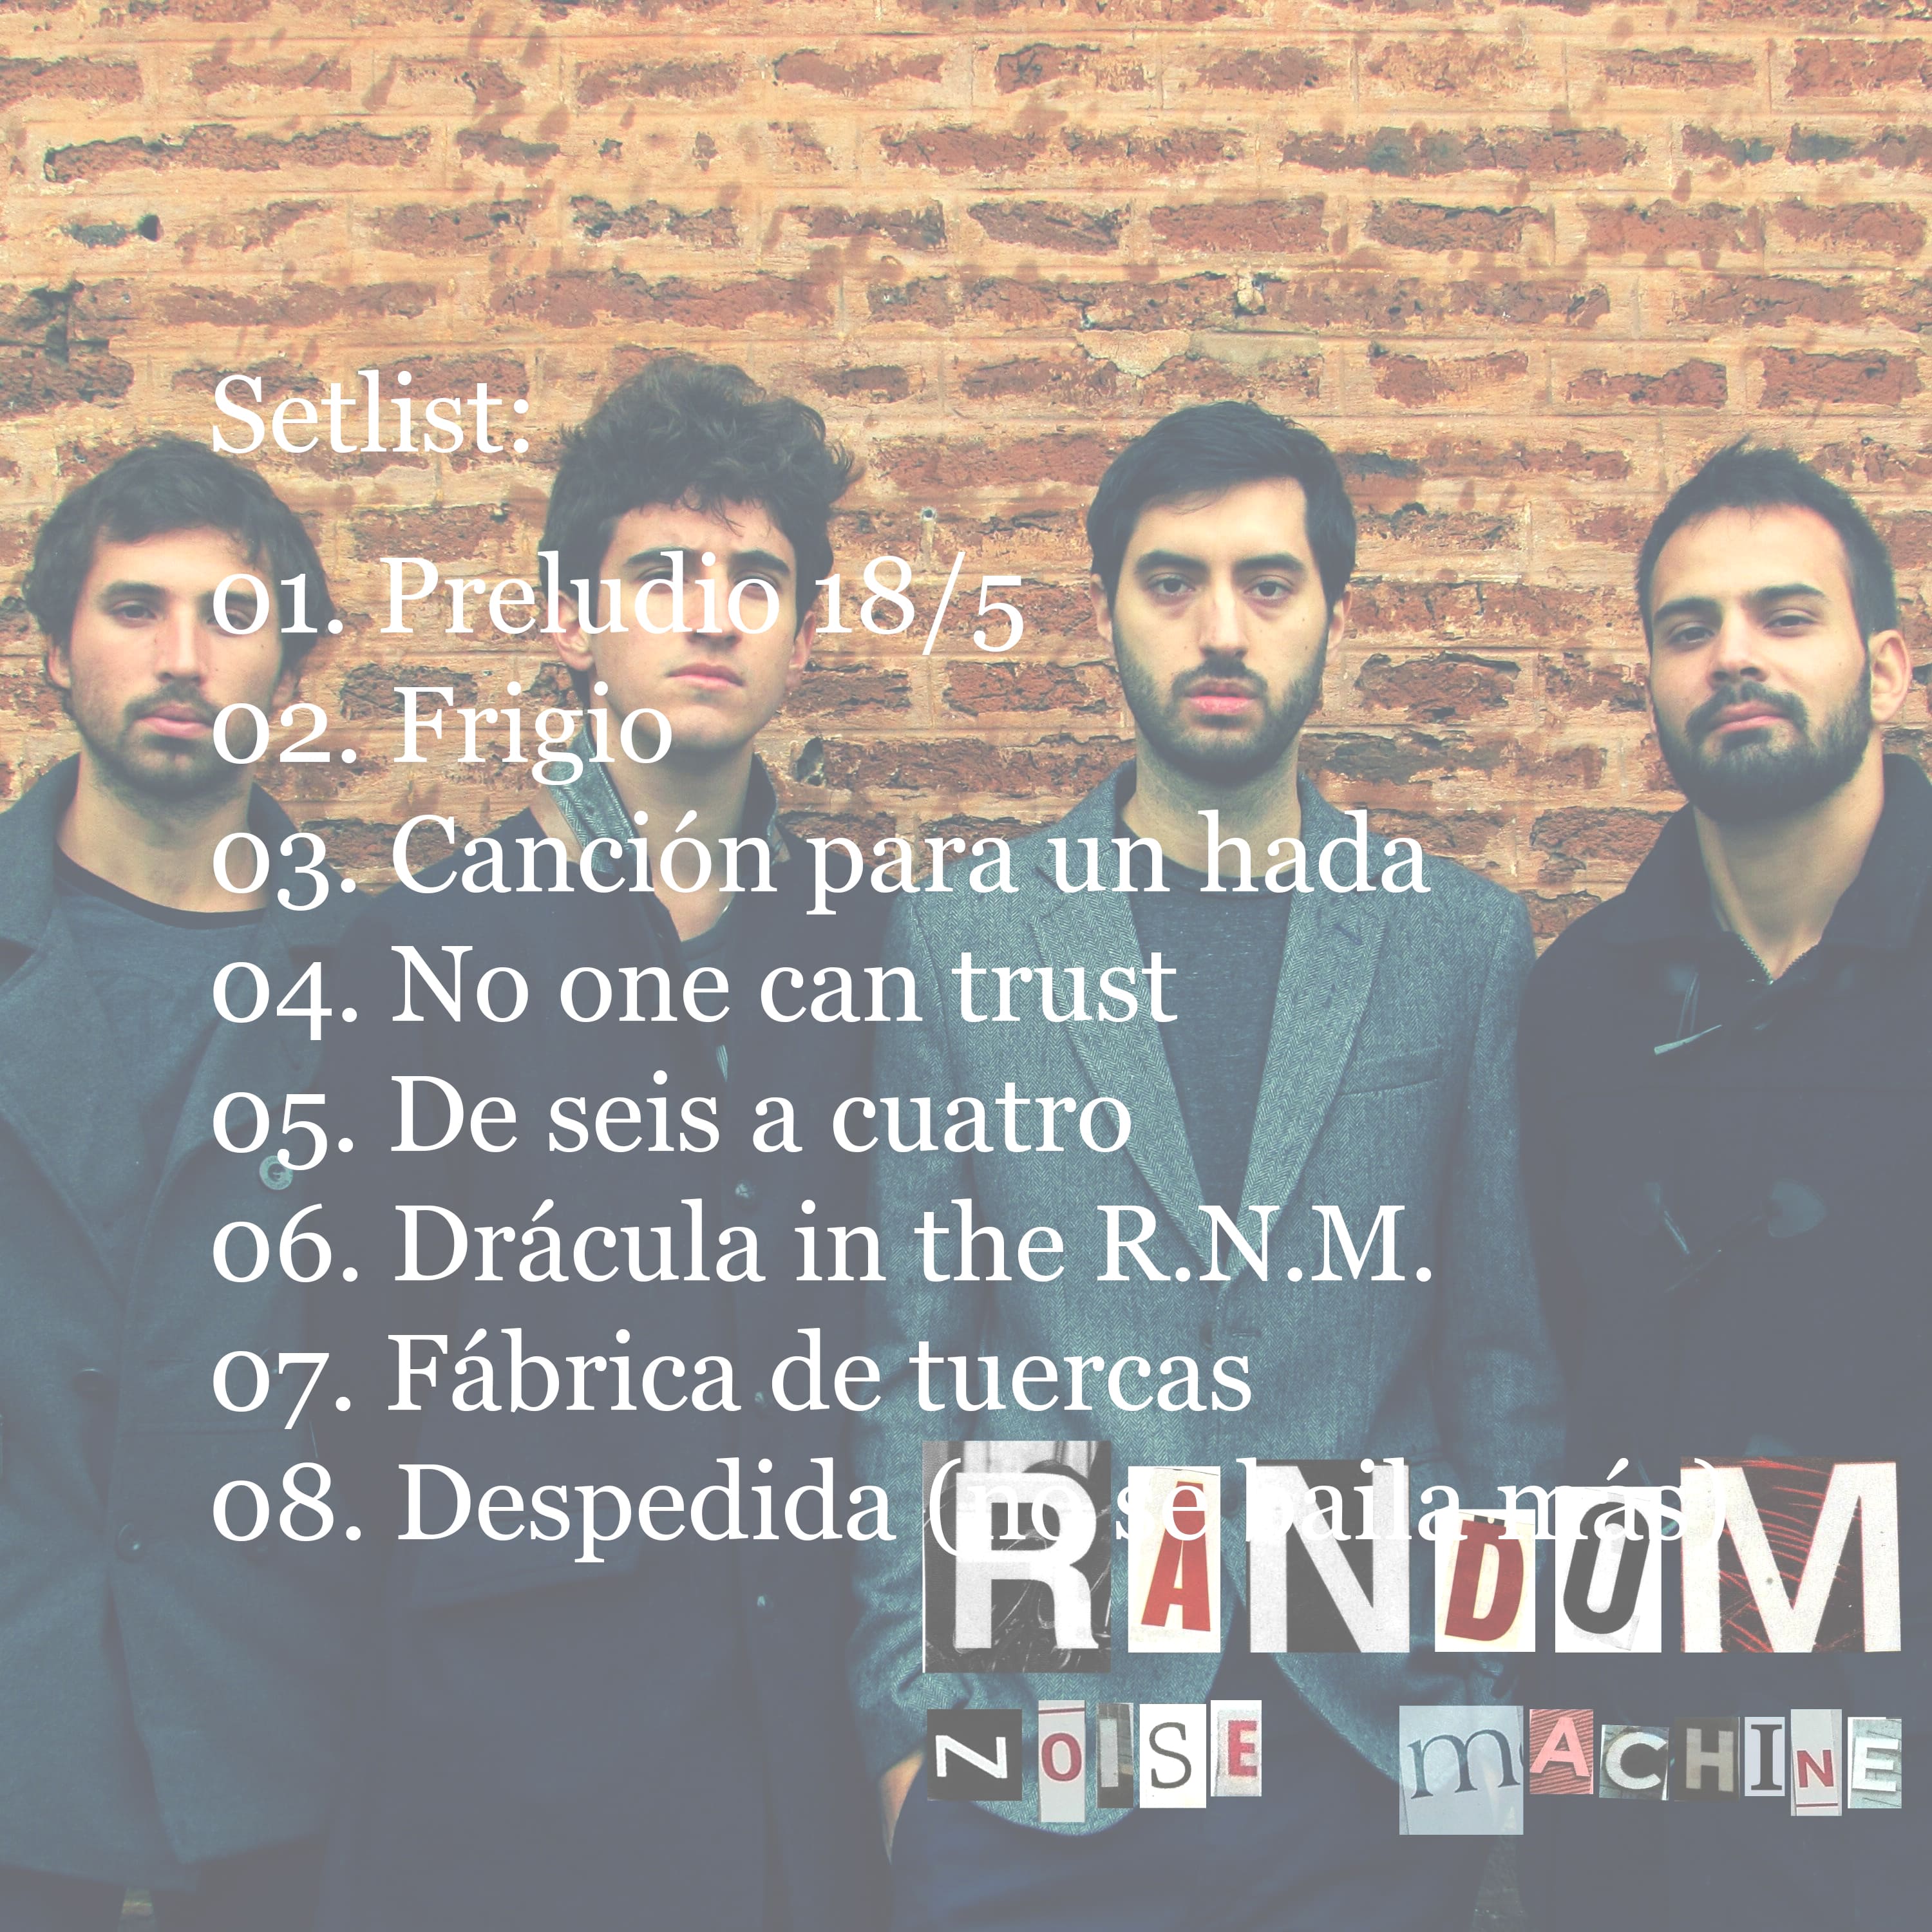 Setlist:
01. Preludio 18/5
02. Frigio
03. Canción para un hada
04. No one can trust
05. De seis a cuatro
06. Drácula in the R.N.M.
07. Fábrica de tuercas
08. Despedida (no se baila más)
RANDOM
NOISE mACHINE